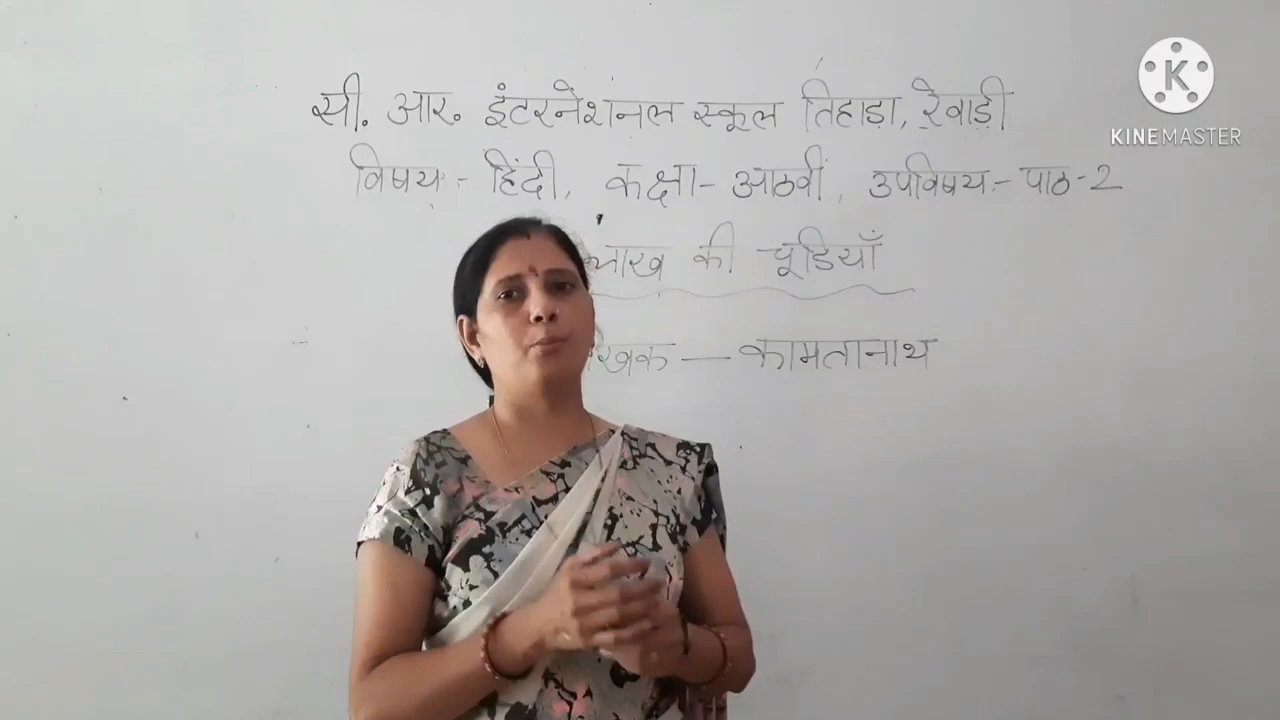 सी. आर. इंटरनेशनल स्कूल तिहाड़ा, रेवाड़ी
विषय:- हिंदी, कक्षा- आठवीं, उपविषय:- पाठ-2
लाख की चूडियाँ
खिक — कामतानाथ
K
KINEMASTER